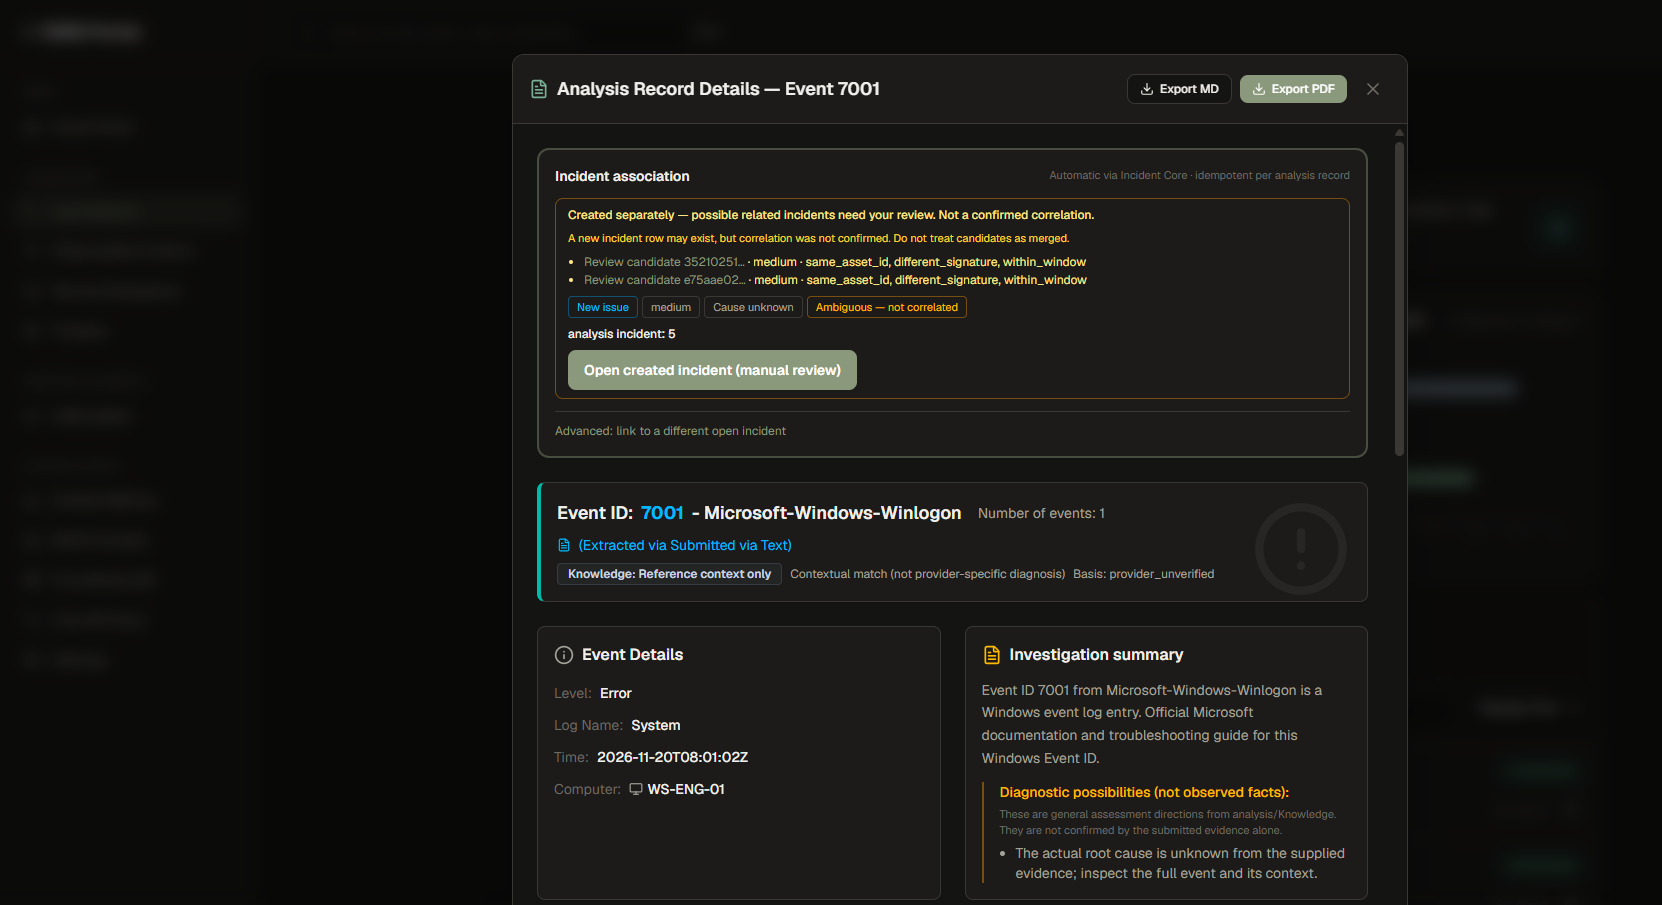 Analysis Record Details — Event 7001
Export MD
Export PDF
Incident association
Automatic via Incident Core · idempotent per analysis record
Created separately — possible related incidents need your review. Not a confirmed correlation.
A new incident row may exist, but correlation was not confirmed. Do not treat candidates as merged.
Review candidate 35210251… · medium · same_asset_id, different_signature, within_window
Review candidate e75aae02… · medium · same_asset_id, different_signature, within_window
New issue
medium
Cause unknown
Ambiguous — not correlated
analysis incident: 5
Open created incident (manual review)
Advanced: link to a different open incident
Event ID: 7001 - Microsoft-Windows-Winlogon Number of events: 1
(Extracted via Submitted via Text)
Knowledge: Reference context only Contextual match (not provider-specific diagnosis) Basis: provider_unverified
Event Details
Level: Error
Log Name: System
Time: 2026-11-20T08:01:02Z
Computer: WS-ENG-01
Investigation summary
Event ID 7001 from Microsoft-Windows-Winlogon is a
Windows event log entry. Official Microsoft
documentation and troubleshooting guide for this
Windows Event ID.
Diagnostic possibilities (not observed facts):
These are general assessment directions from analysis/Knowledge.
They are not confirmed by the submitted evidence alone.
The actual root cause is unknown from the supplied
evidence; inspect the full event and its context.